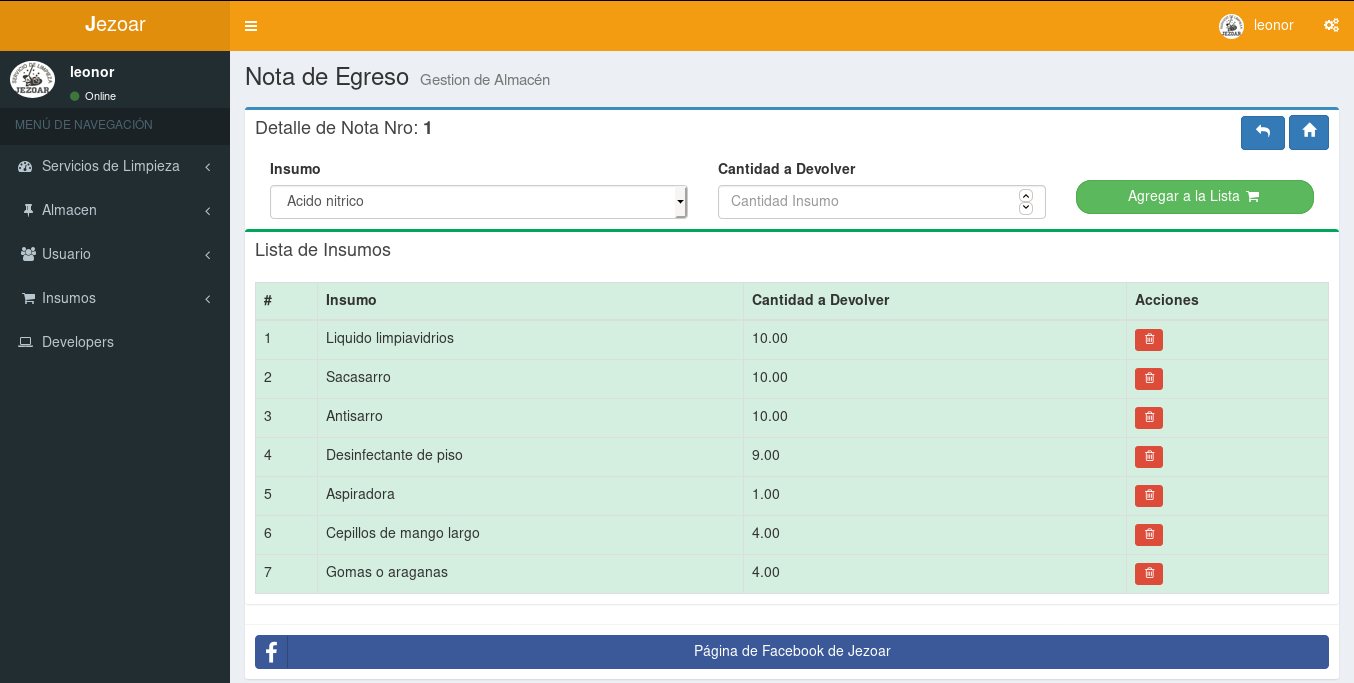 Jezoar
leonor
leonor
Online
MENÚ DE NAVEGACIÓN
Servicios de Limpieza
Almacen
Usuario
Insumos
Developers
Nota de Egreso Gestion de Almacén
Detalle de Nota Nro: 1
Insumo Cantidad a Devolver
Acido nitrico Cantidad Insumo Agregar a la Lista
Lista de Insumos
# Insumo Cantidad a Devolver Acciones
1 Liquido limpiavidrios 10.00
2 Sacasarro 10.00
3 Antisarro 10.00
4 Desinfectante de piso 9.00
5 Aspiradora 1.00
6 Cepillos de mango largo 4.00
7 Gomas o araganas 4.00
Página de Facebook de Jezoar